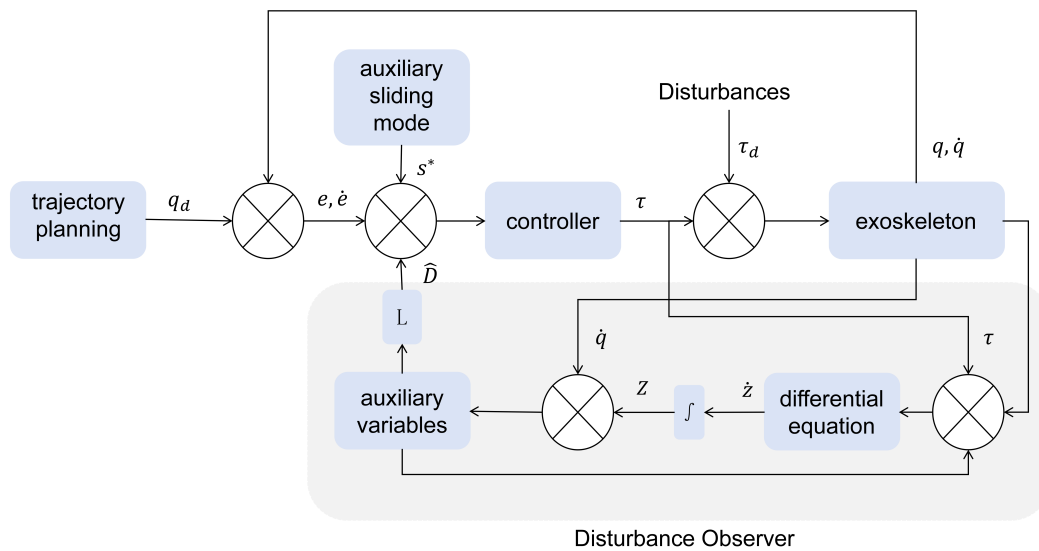 auxiliary
sliding
mode
Disturbances
τ_d
q, q̇
s*
trajectory
planning
q_d
e, ė
controller
τ
exoskeleton
D̂
L
q̇
τ
auxiliary
variables
Z
∫
ż
differential
equation
Disturbance Observer